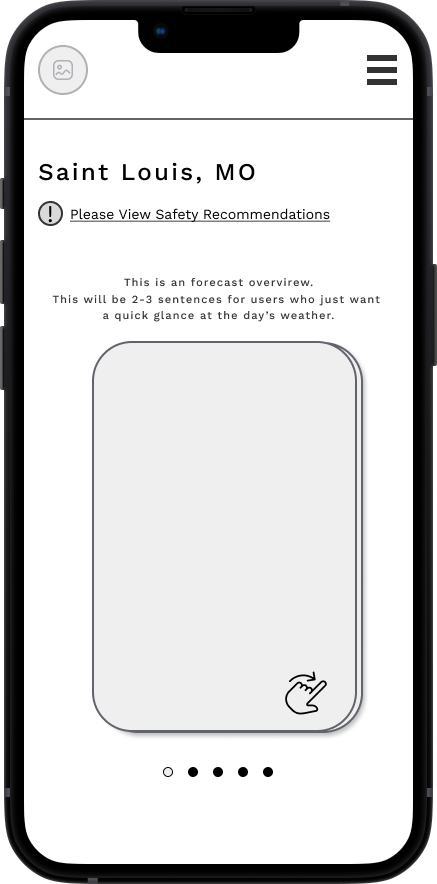 Saint Louis, MO
Please View Safety Recommendations
This is an forecast overvirew.
This will be 2-3 sentences for users who just want
a quick glance at the day's weather.